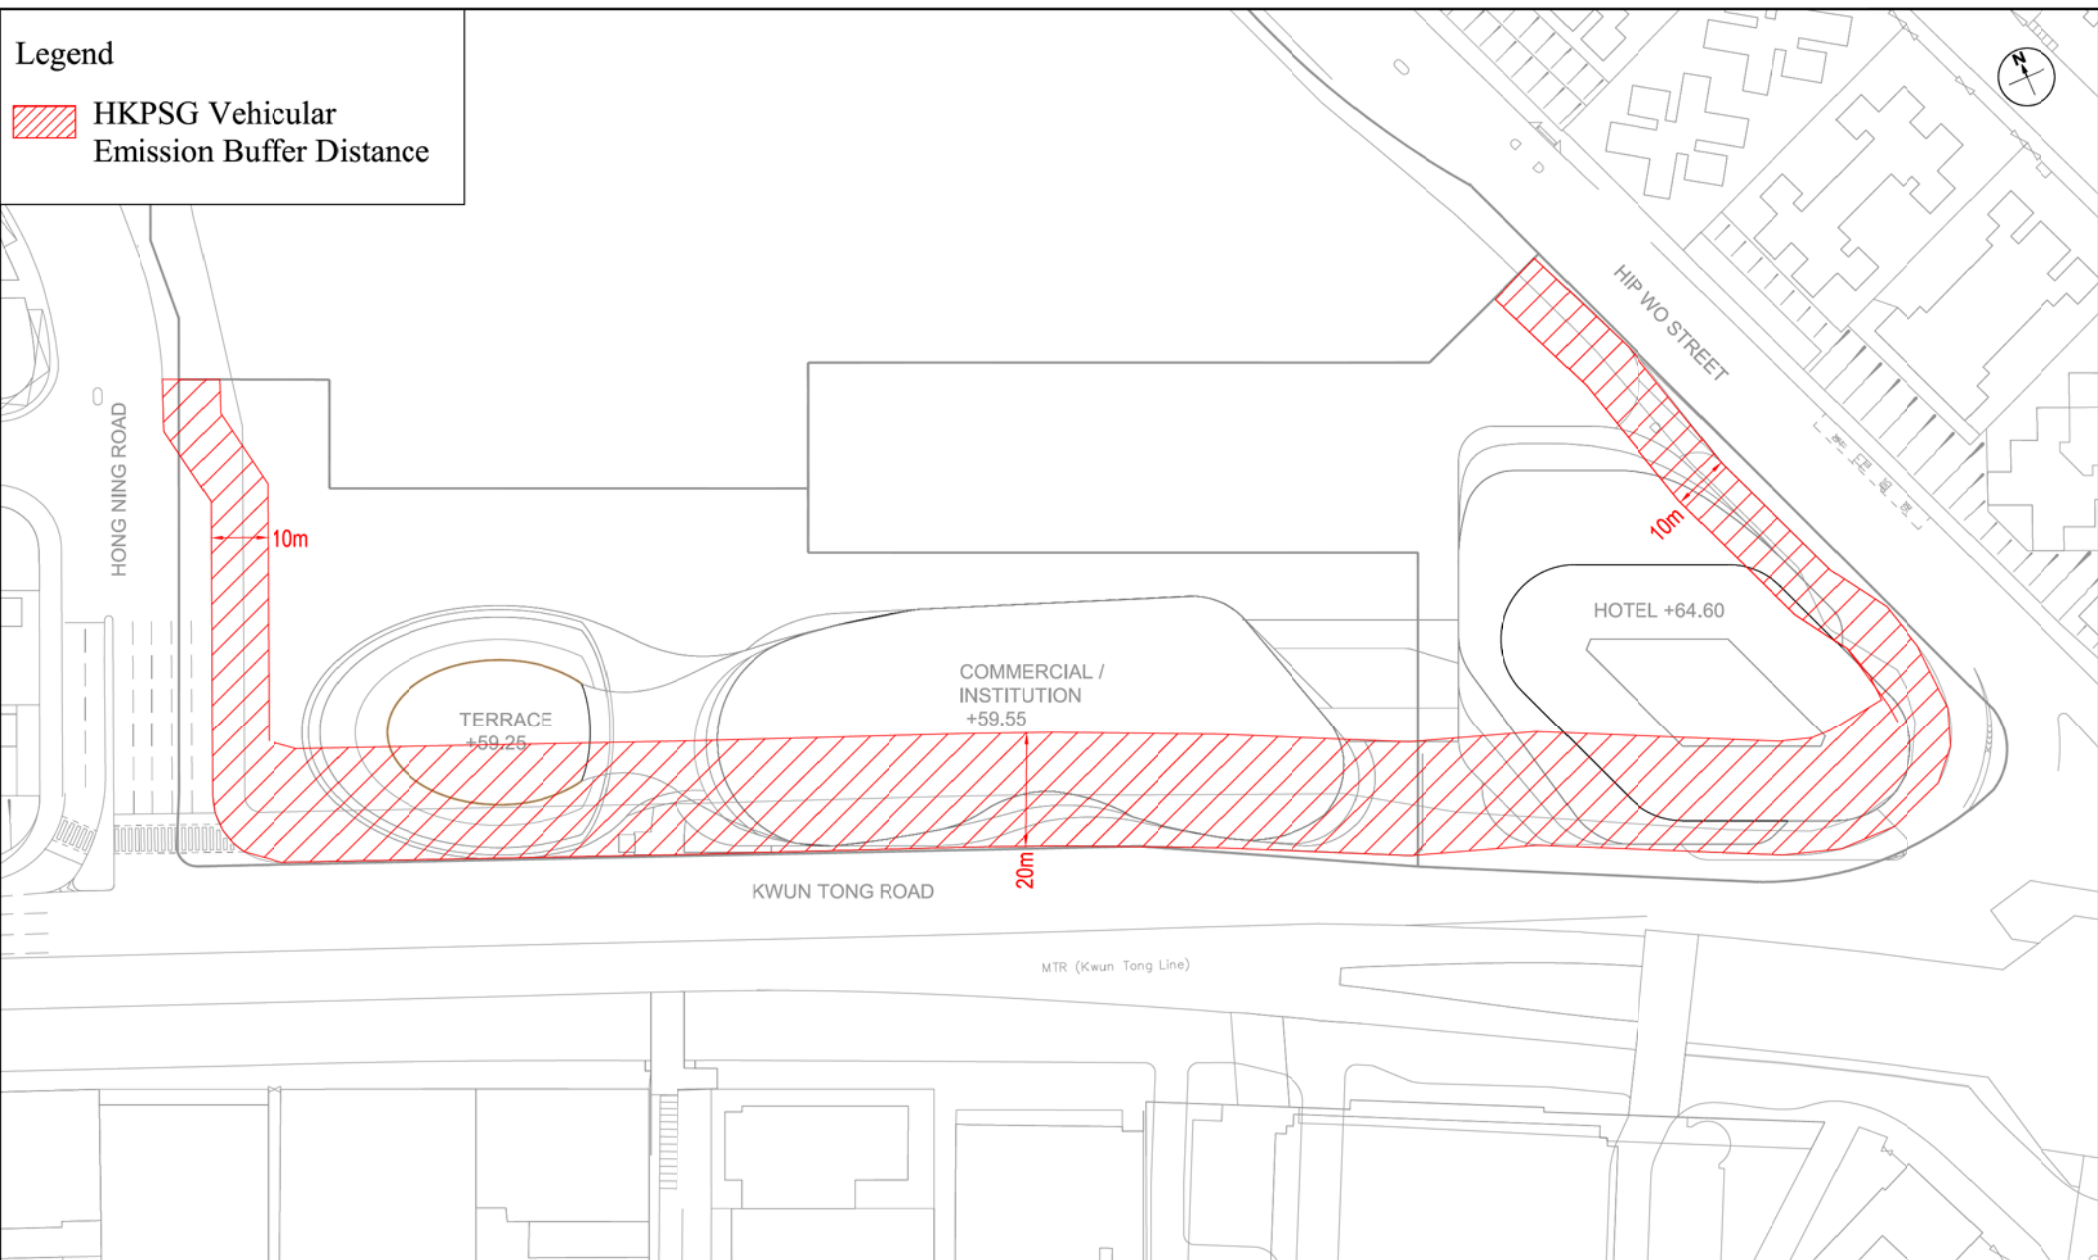 Legend
HKPSG Vehicular
Emission Buffer Distance
N
HIP WO STREET
HONG NING ROAD
10m
10m
HOTEL +64.60
COMMERCIAL /
INSTITUTION
+59.55
TERRACE
+59.25
20m
KWUN TONG ROAD
MTR (Kwun Tong Line)